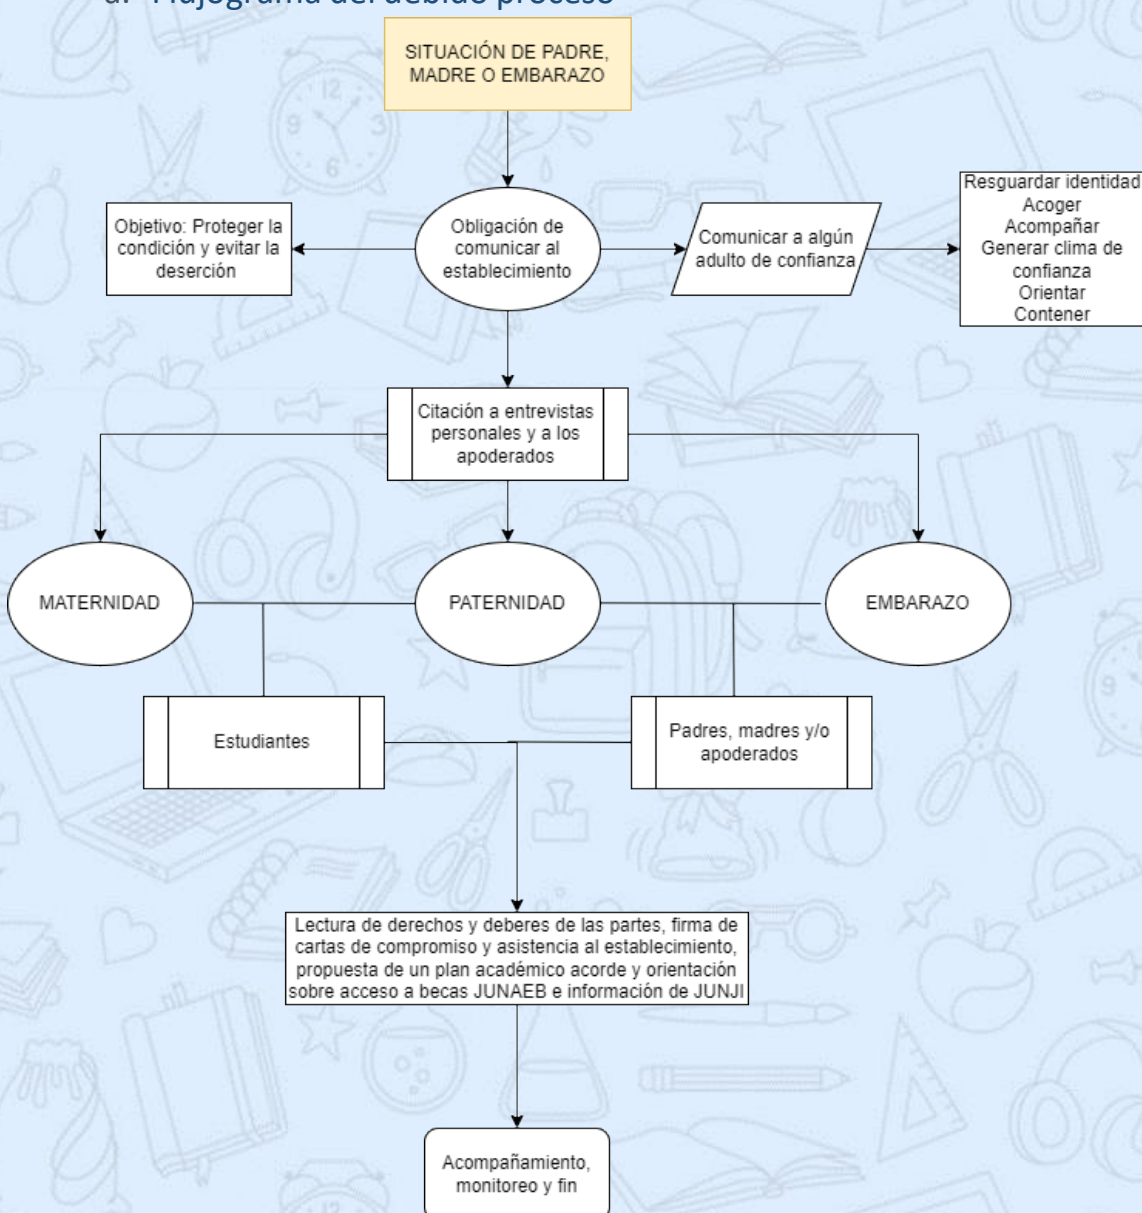 a. Flujograma del debido proceso
SITUACIÓN DE PADRE,
MADRE O EMBARAZO
Objetivo: Proteger la
condición y evitar la
deserción
Obligación de
comunicar al
establecimiento
Comunicar a algún
adulto de confianza
Resguardar identidad
Acoger
Acompañar
Generar clima de
confianza
Orientar
Contener
Citación a entrevistas
personales y a los
apoderados
MATERNIDAD
PATERNIDAD
EMBARAZO
Estudiantes
Padres, madres y/o
apoderados
Lectura de derechos y deberes de las partes, firma de
cartas de compromiso y asistencia al establecimiento,
propuesta de un plan académico acorde y orientación
sobre acceso a becas JUNAEB e información de JUNJI
Acompañamiento,
monitoreo y fin